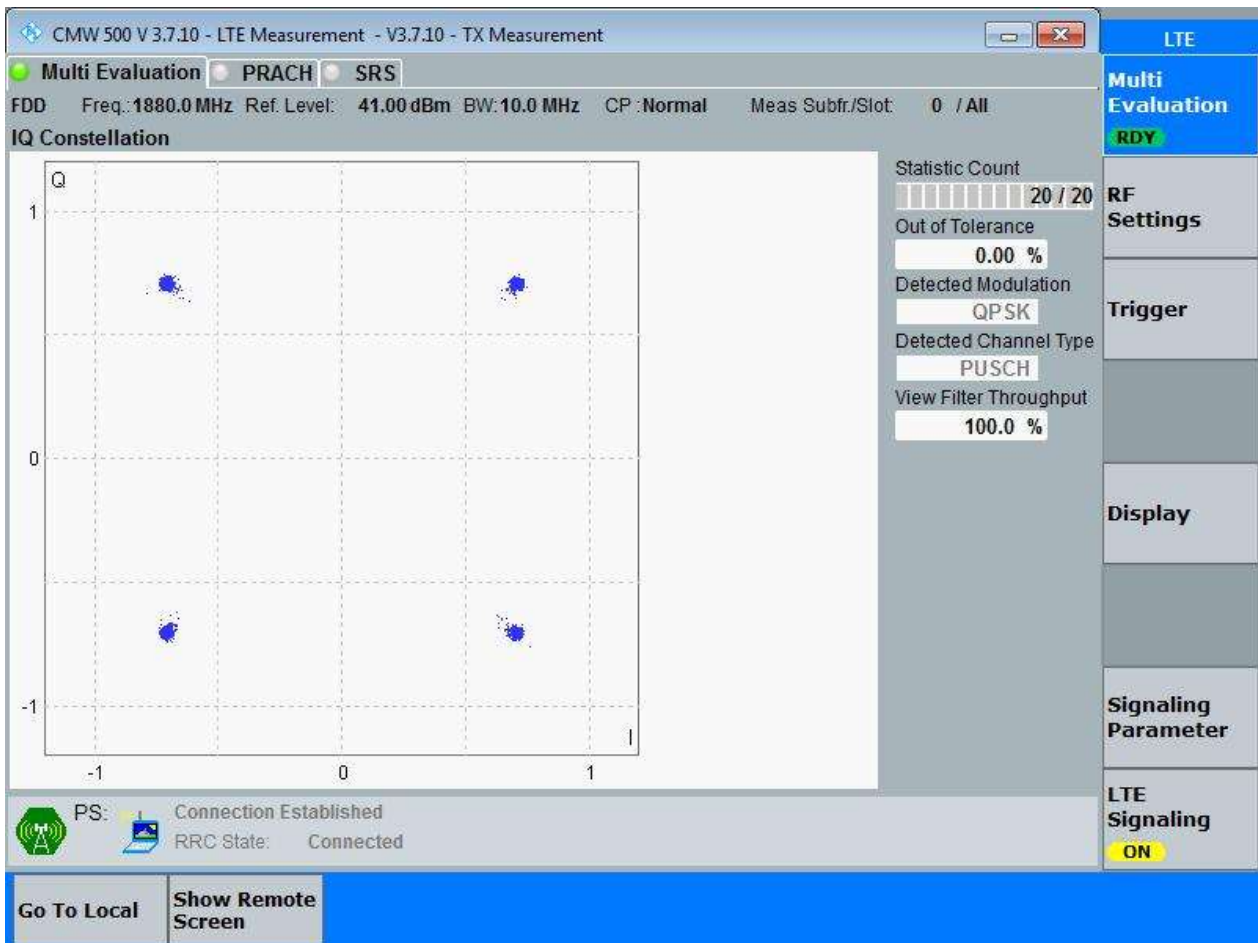 CMW 500 V 3.7.10 - LTE Measurement - V3.7.10 - TX Measurement
LTE
Multi Evaluation PRACH SRS
Multi
Evaluation
RDY
FDD Freq.:1880.0 MHz Ref. Level: 41.00 dBm BW:10.0 MHz CP :Normal Meas Subfr./Slot: 0 / All
IQ Constellation
Q
1
0
-1
I
-1 0 1
Statistic Count
20 / 20
Out of Tolerance
0.00 %
Detected Modulation
QPSK
Detected Channel Type
PUSCH
View Filter Throughput
100.0 %
RF
Settings
Trigger
Display
Signaling
Parameter
LTE
Signaling
ON
PS: Connection Established
RRC State: Connected
Go To Local
Show Remote
Screen